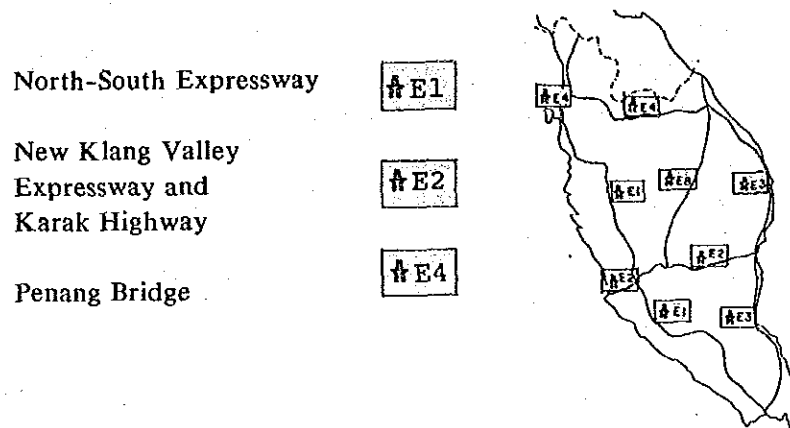 North-South Expressway
E1
New Klang Valley
Expressway and
Karak Highway
E2
Penang Bridge
E4
E4
E4
E1
E8
E3
E2
E2
E1
E3